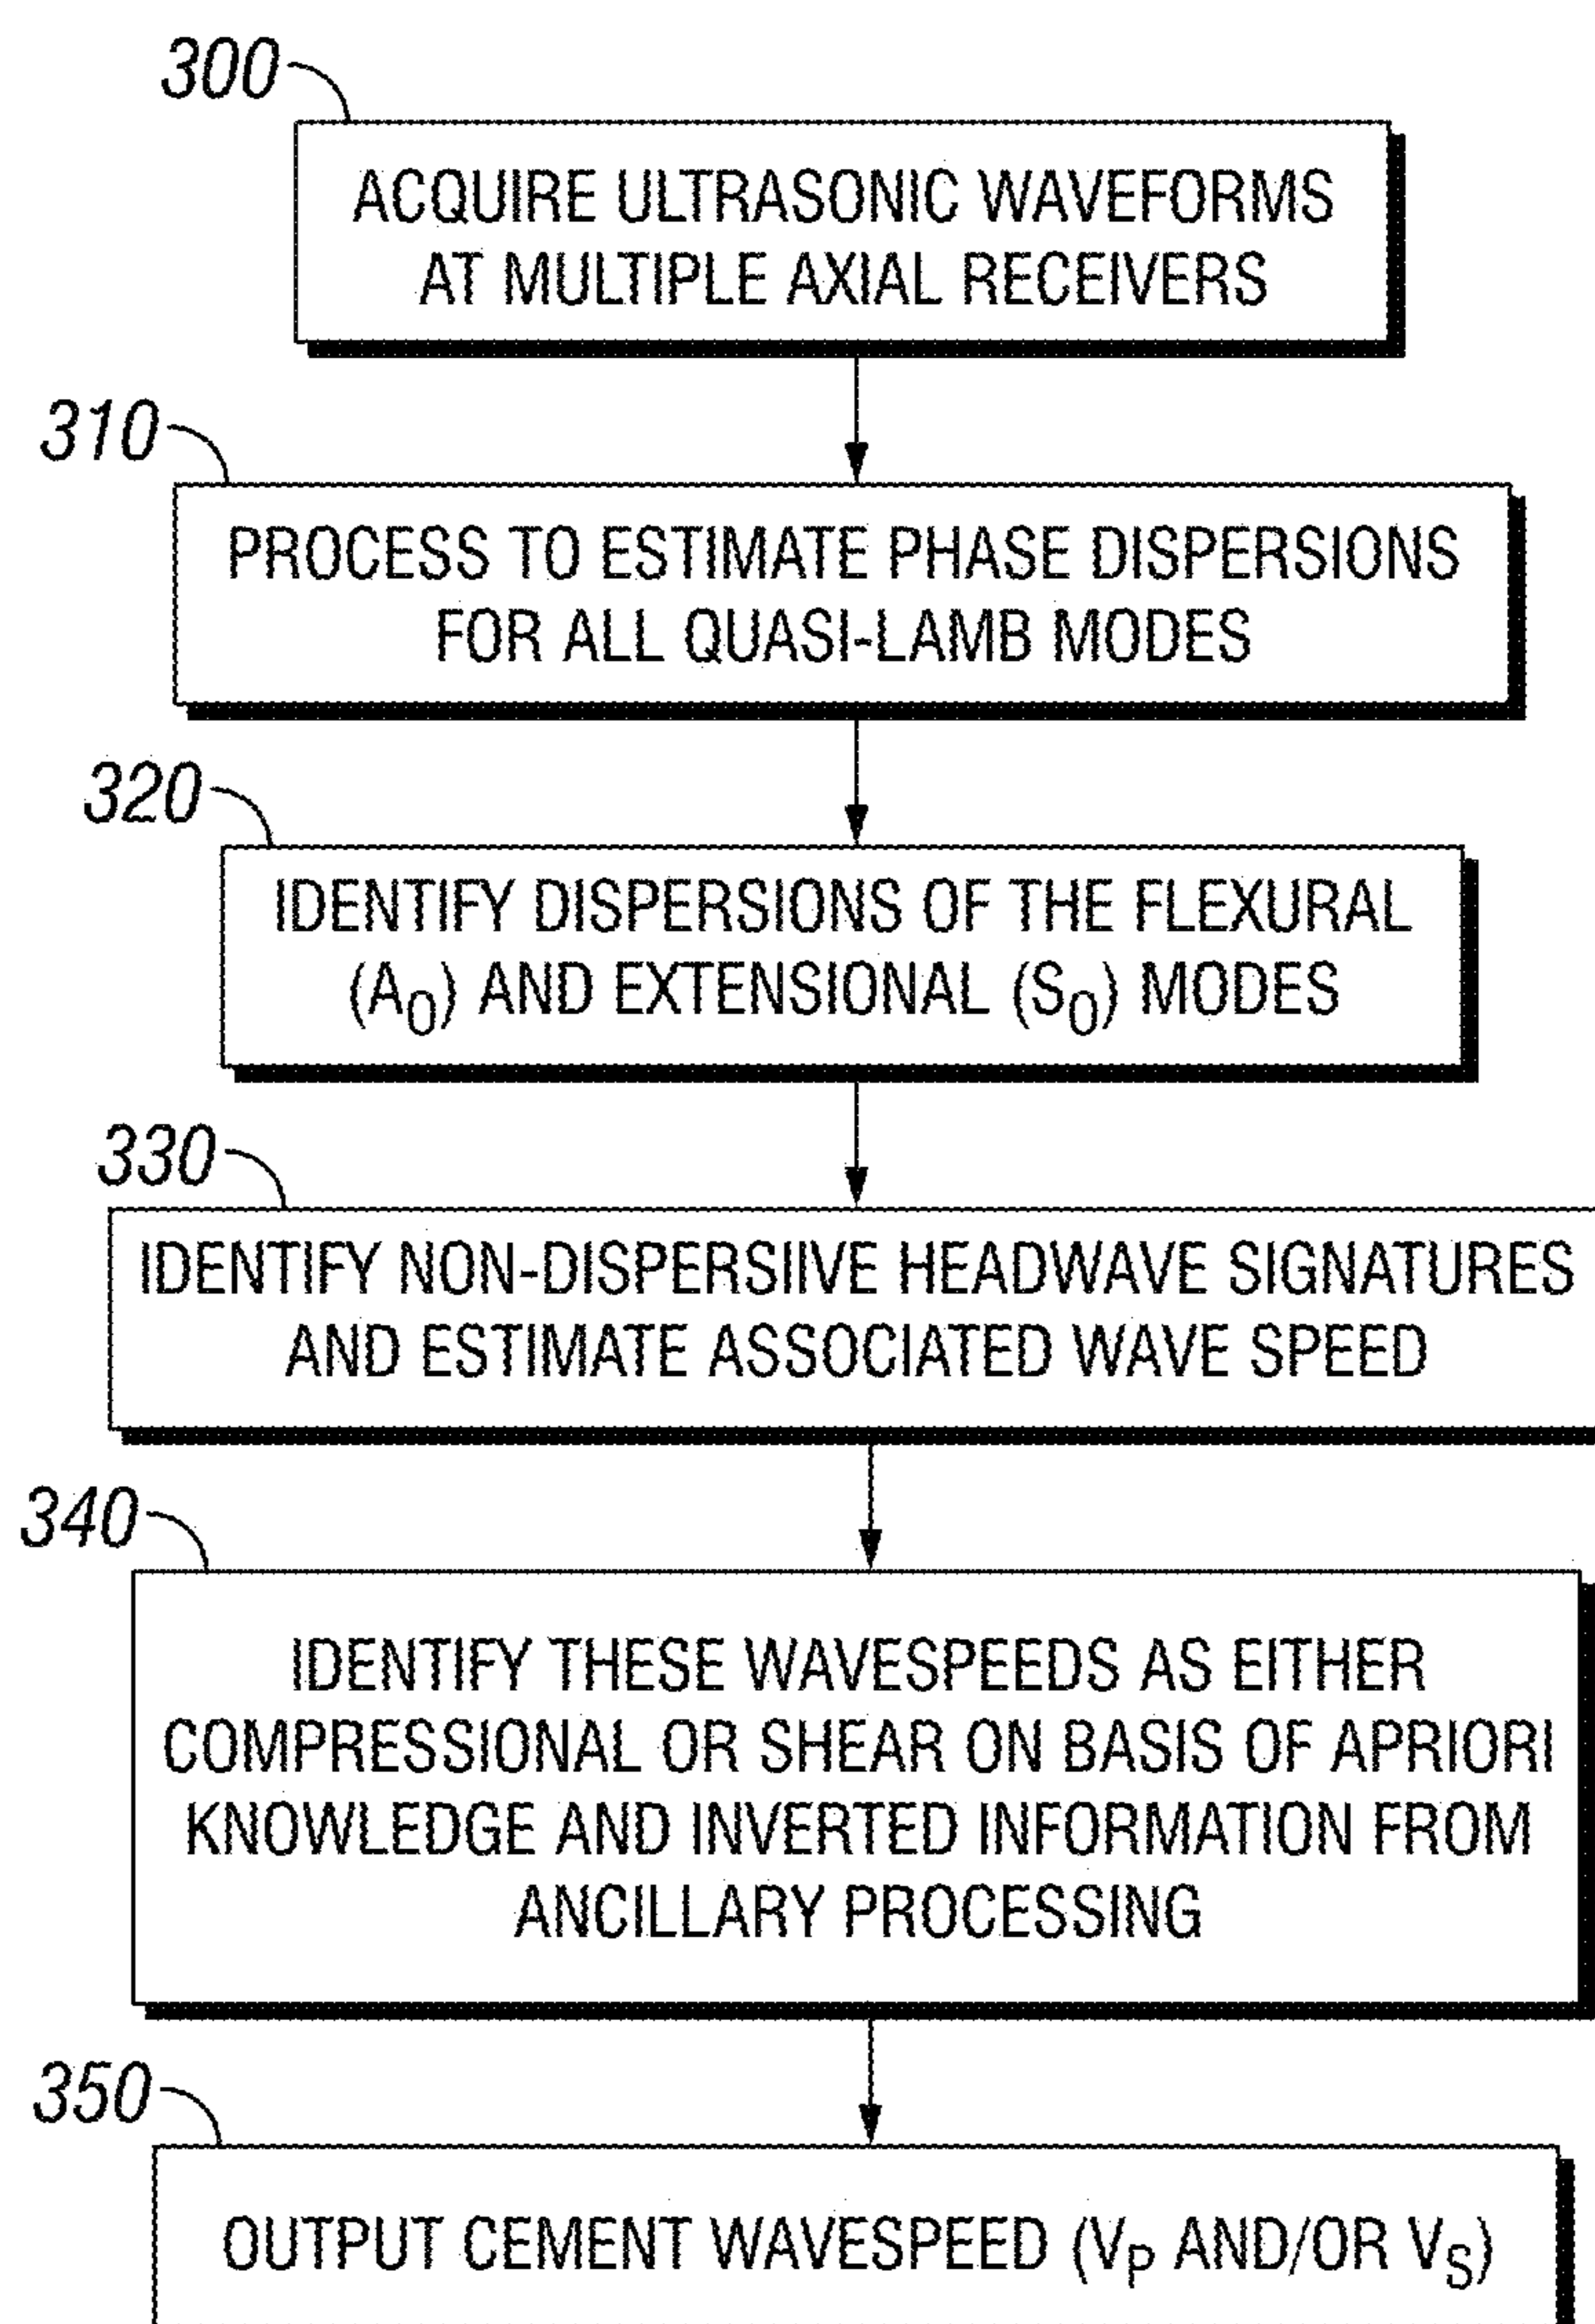 300
ACQUIRE ULTRASONIC WAVEFORMS
AT MULTIPLE AXIAL RECEIVERS
310
PROCESS TO ESTIMATE PHASE DISPERSIONS
FOR ALL QUASI-LAMB MODES
320
IDENTIFY DISPERSIONS OF THE FLEXURAL
(A0) AND EXTENSIONAL (S0) MODES
330
IDENTIFY NON-DISPERSIIVE HEADWAVE SIGNATURES
AND ESTIMATE ASSOCIATED WAVE SPEED
340
IDENTIFY THESE WAVESPEEDS AS EITHER
COMPRESSIONAL OR SHEAR ON BASIS OF APRIORI
KNOWLEDGE AND INVERTED INFORMATION FROM
ANCILLARY PROCESSING
350
OUTPUT CEMENT WAVESPEED (VP AND/OR VS)